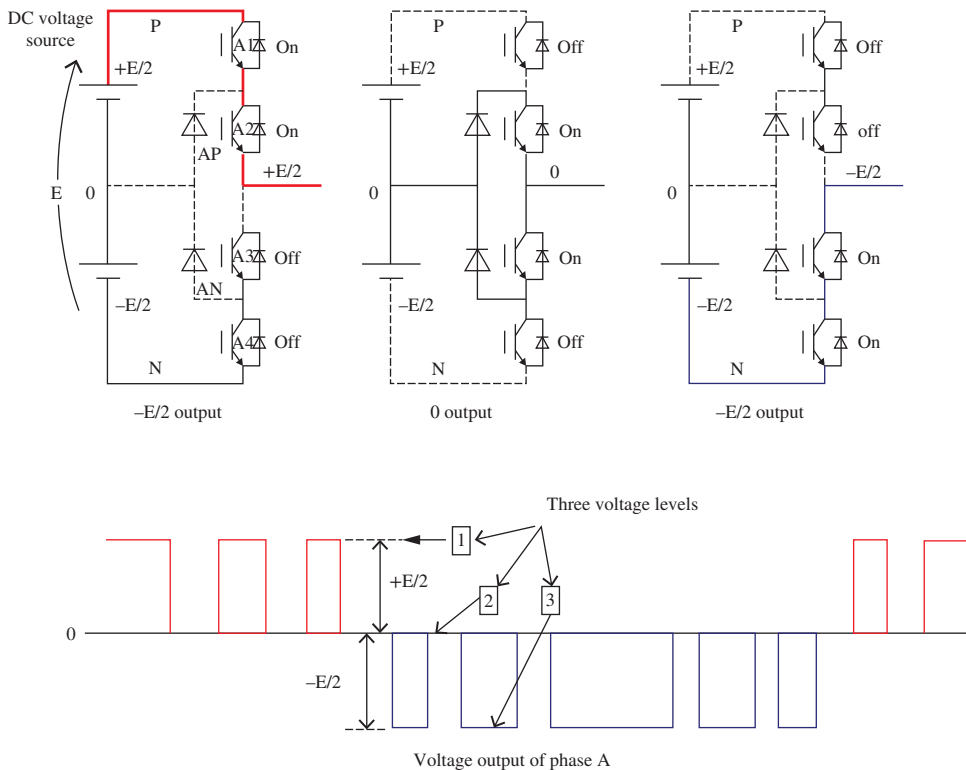 DC voltage
source
P
A1
On
+E/2
A2
On
AP
+E/2
E
0
A3
Off
AN
–E/2
A4
Off
N
–E/2 output
P
Off
+E/2
On
0
0
On
–E/2
Off
N
0 output
P
Off
+E/2
off
–E/2
0
On
–E/2
On
N
–E/2 output
Three voltage levels
1
+E/2
2
3
0
–E/2
Voltage output of phase A